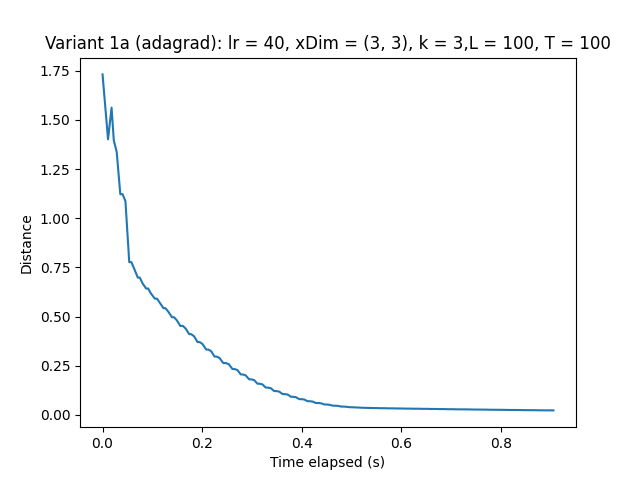 Variant 1a (adagrad): lr = 40, xDim = (3, 3), k = 3,L = 100, T = 100
1.75
1.50
1.25
1.00
0.75
0.50
0.25
0.00
Distance
0.0 0.2 0.4 0.6 0.8
Time elapsed (s)